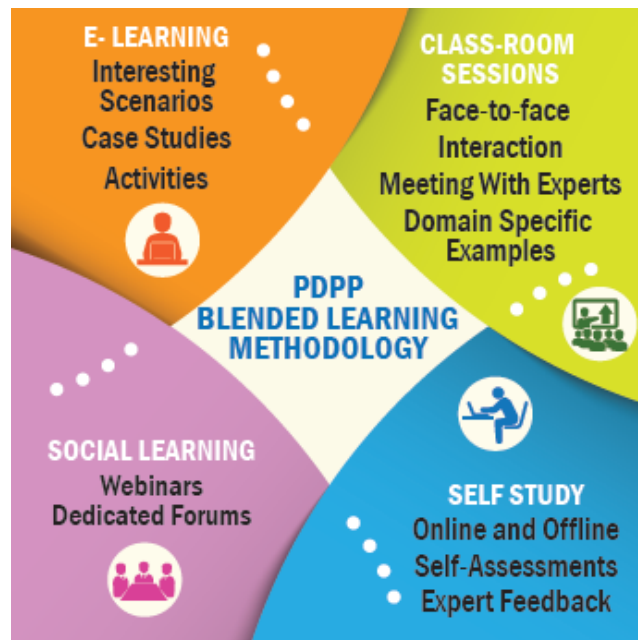 E- LEARNING
Interesting
Scenarios
Case Studies
Activities
CLASS-ROOM
SESSIONS
Face-to-face
Interaction
Meeting With Experts
Domain Specific
Examples
PDPP
BLENDED LEARNING
METHODOLOGY
SOCIAL LEARNING
Webinars
Dedicated Forums
SELF STUDY
Online and Offline
Self-Assessments
Expert Feedback